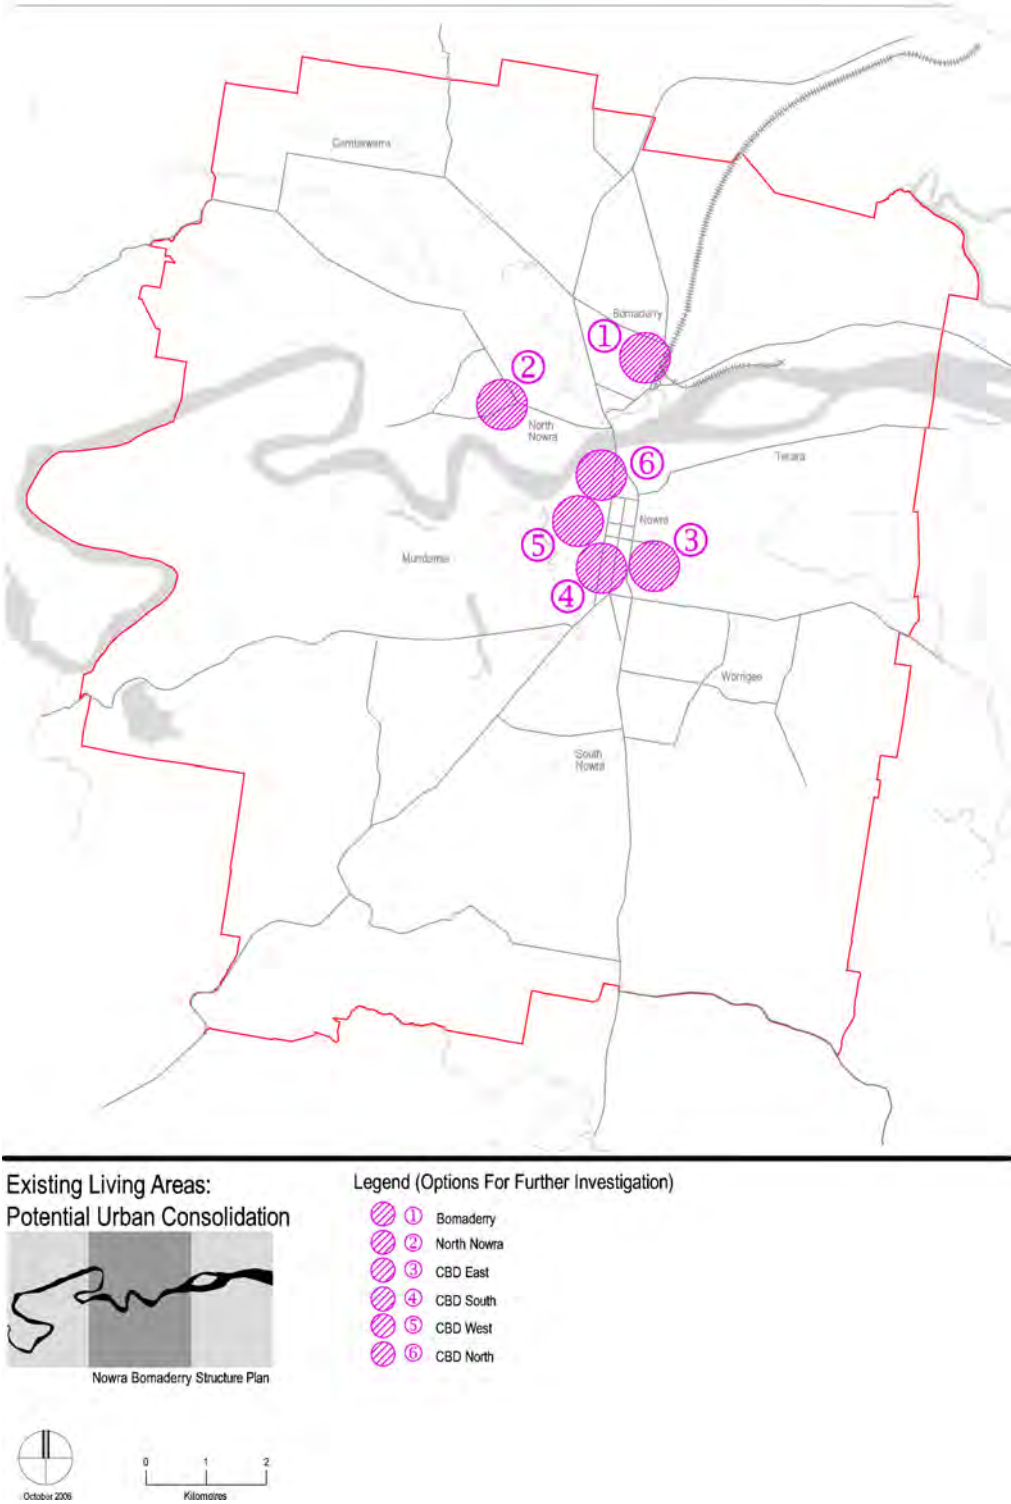 Cambewarra
Bomaderry
①
②
North
Nowra
⑥
Terara
Nowra
③
⑤
Mundamia
④
Worrigee
South
Nowra
Existing Living Areas:
Potential Urban Consolidation
Nowra Bomaderry Structure Plan
October 2006
0 1 2
Kilometres
Legend (Options For Further Investigation)
① Bomaderry
② North Nowra
③ CBD East
④ CBD South
⑤ CBD West
⑥ CBD North